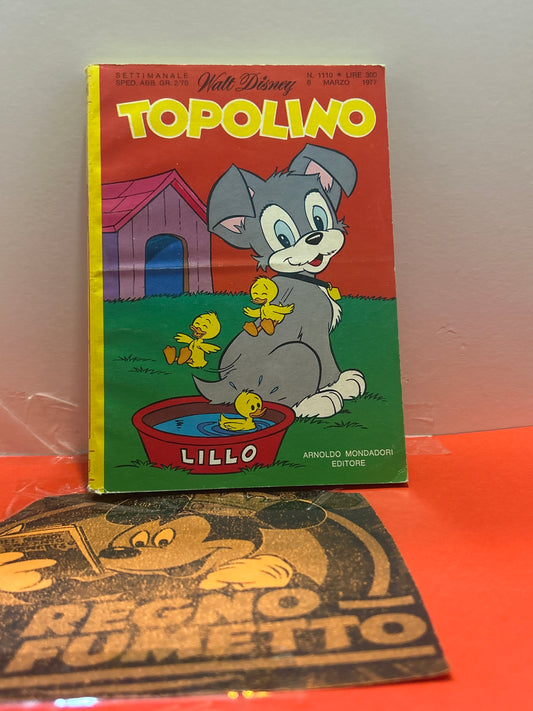 SETTIMANALE
SPED. ABB. GR. 2/70
Walt Disney
N. 1110 • LIRE 300
6 MARZO 1977
TOPOLINO
LILLO
ARNOLDO MONDADORI
EDITORE
REGNO
FUMETTO